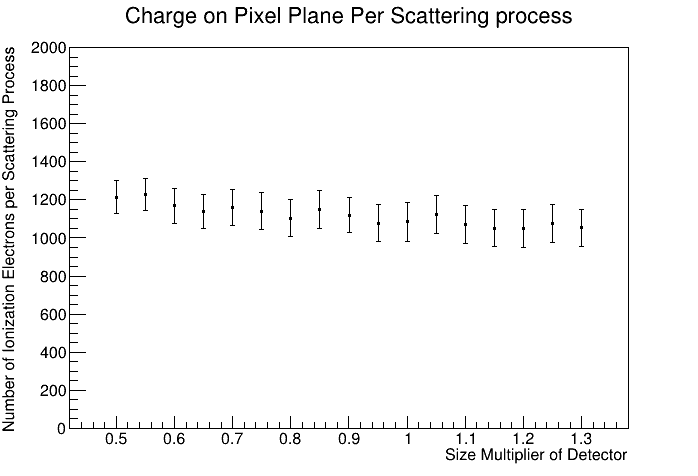 Charge on Pixel Plane Per Scattering process
Number of Ionization Electrons per Scattering Process
2000
1800
1600
1400
1200
1000
800
600
400
200
0
0.5 0.6 0.7 0.8 0.9 1 1.1 1.2 1.3
Size Multiplier of Detector